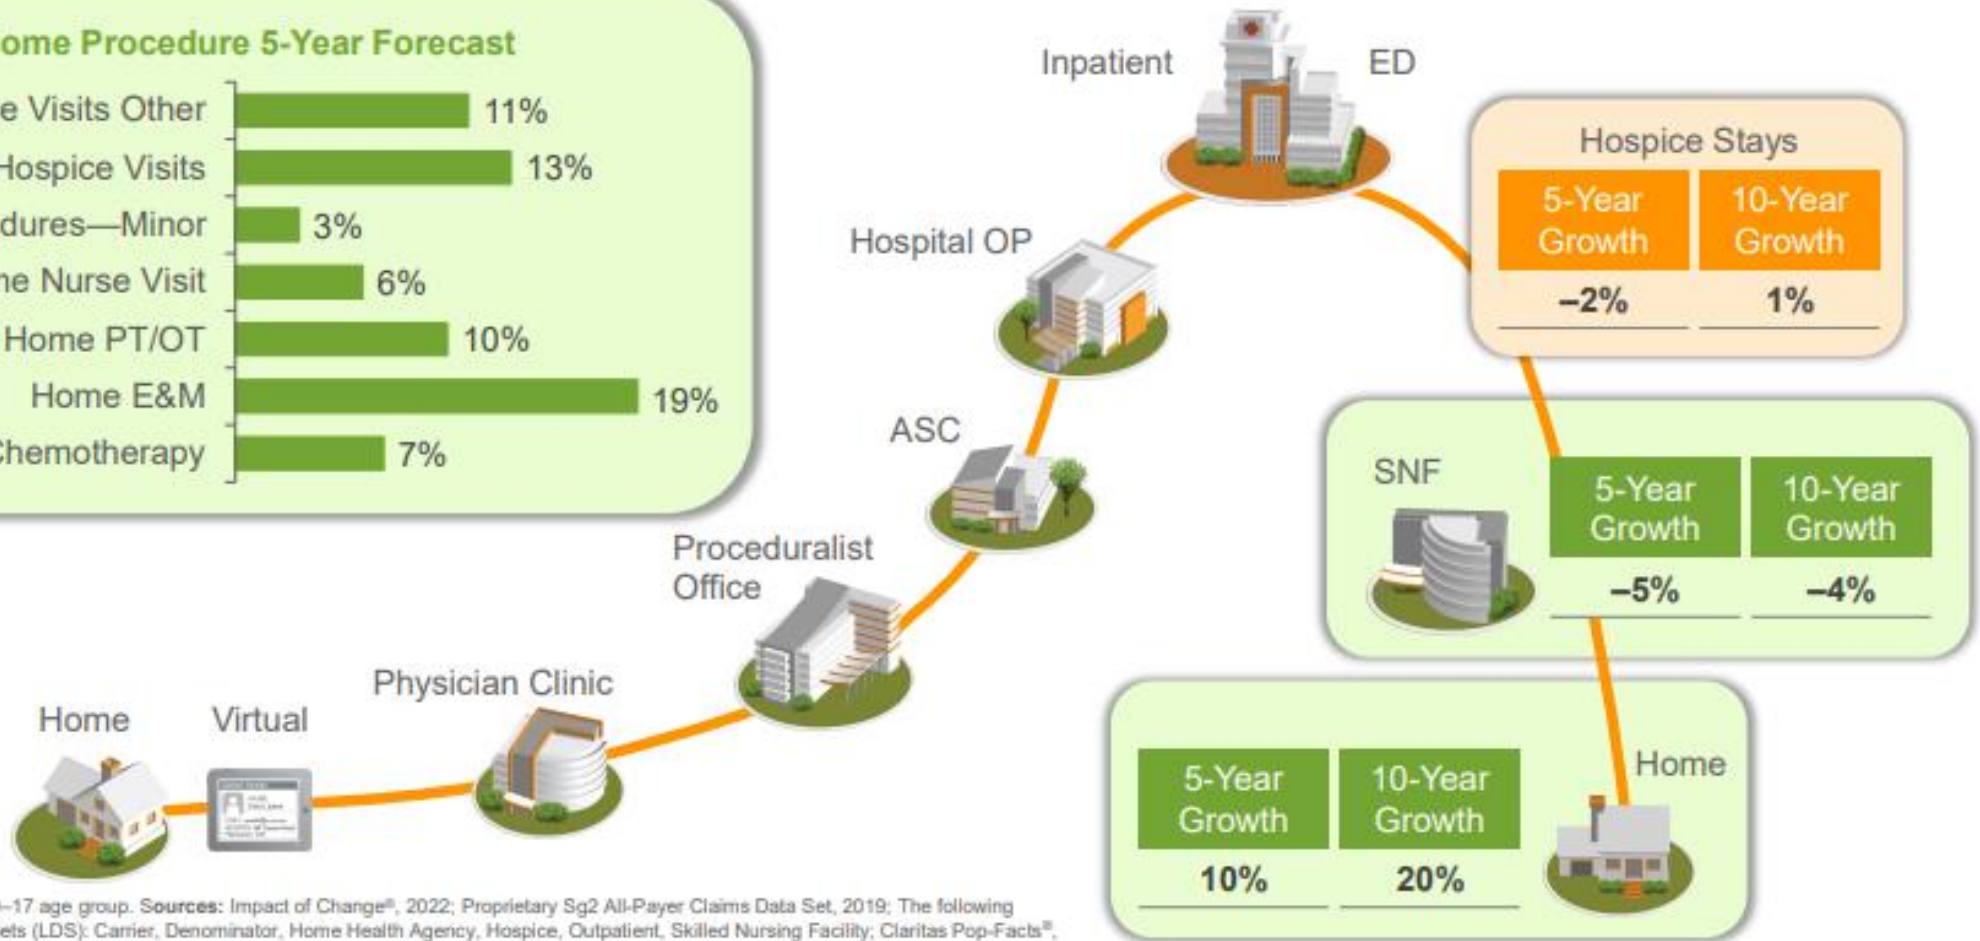 ome Procedure 5-Year Forecast
e Visits Other
11%
Hospice Visits
13%
dures—Minor
3%
ne Nurse Visit
6%
Home PT/OT
10%
Home E&M
19%
Chemotherapy
7%
Inpatient
ED
Hospital OP
ASC
Proceduralist
Office
Physician Clinic
Home
Virtual
Hospice Stays
5-Year
Growth
10-Year
Growth
–2%
1%
SNF
5-Year
Growth
10-Year
Growth
–5%
–4%
5-Year
Growth
10-Year
Growth
Home
10%
20%
–17 age group. Sources: Impact of Change®, 2022; Proprietary Sg2 All-Payer Claims Data Set, 2019; The following
ets (LDS): Carrier, Denominator, Home Health Agency, Hospice, Outpatient, Skilled Nursing Facility; Claritas Pop-Facts®,